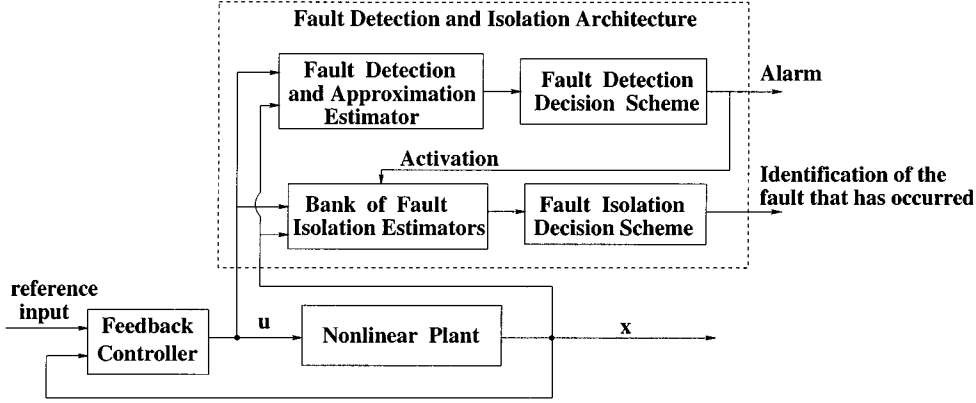 Fault Detection and Isolation Architecture
Fault Detection
and Approximation
Estimator
Fault Detection
Decision Scheme
Alarm
Activation
Bank of Fault
Isolation Estimators
Fault Isolation
Decision Scheme
Identification of the
fault that has occurred
reference
input
Feedback
Controller
u
Nonlinear Plant
x